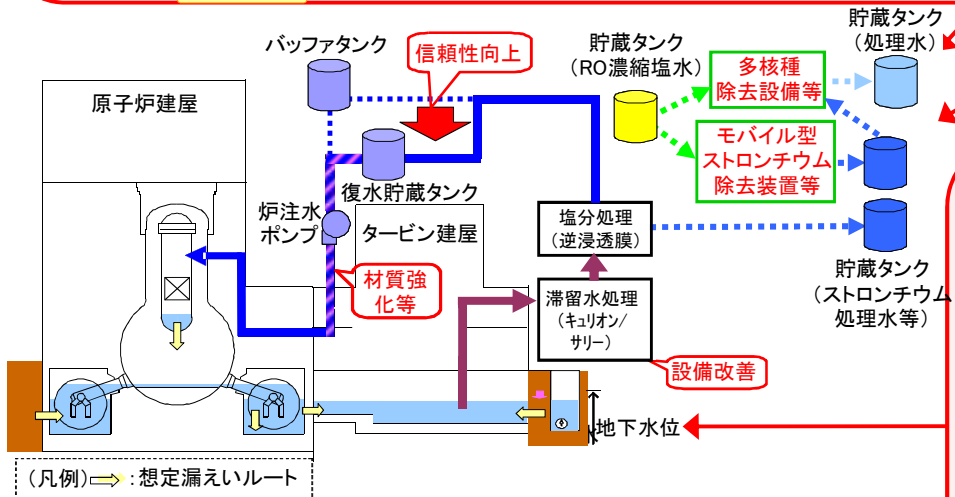 バッファタンク
信頼性向上
貯蔵タンク
（RO濃縮塩水）
貯蔵タンク
（処理水）
多核種
除去設備等
原子炉建屋
モバイル型
ストロンチウム
除去装置等
復水貯蔵タンク
炉注水
ポンプ
タービン建屋
塩分処理
（逆浸透膜）
材質強
化等
滞留水処理
（キュリオン/
サリー）
貯蔵タンク
（ストロンチウム
処理水等）
設備改善
地下水位
（凡例） ：想定漏えいルート